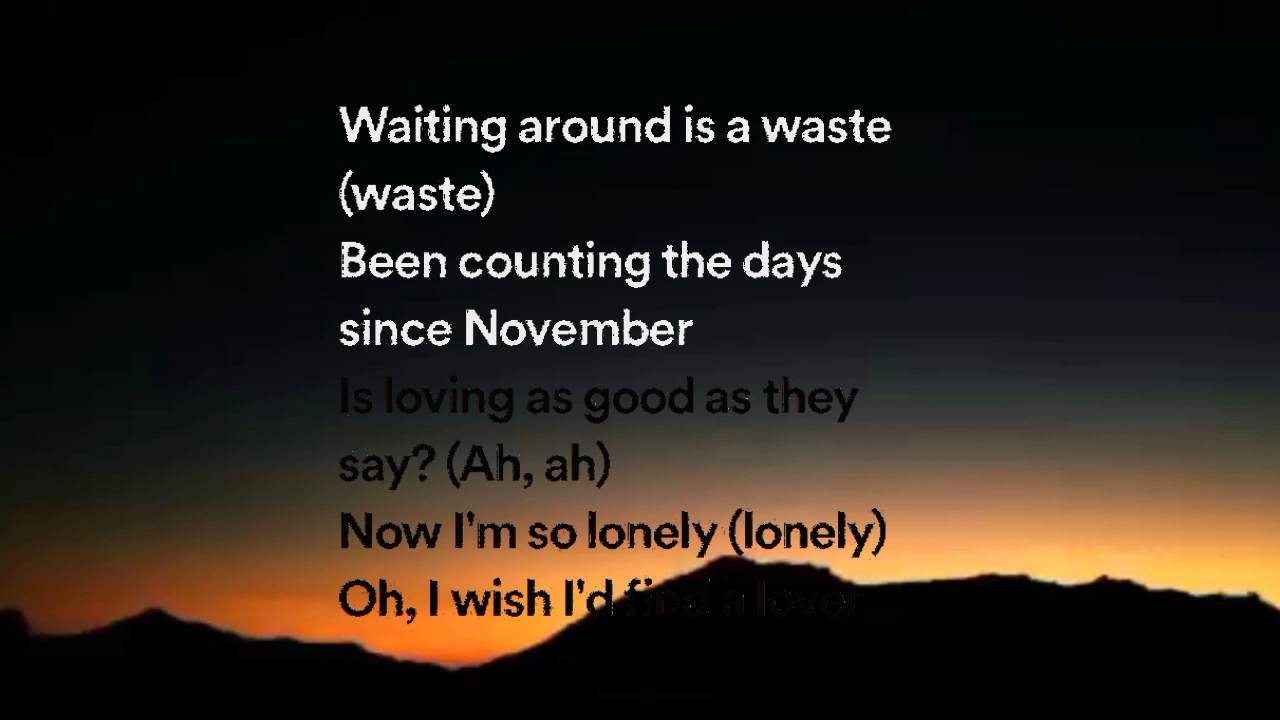 Waiting around is a waste
(waste)
Been counting the days
since November
Is loving as good as they
say? (Ah, ah)
Now I'm so lonely (lonely)
Oh, I wish I'd find a lover